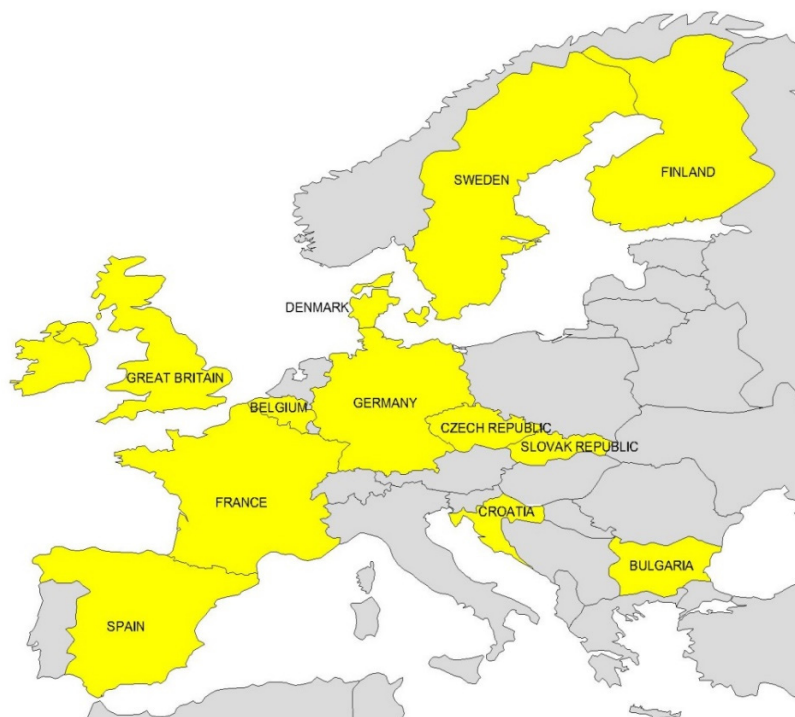 FINLAND
SWEDEN
DENMARK
GREAT BRITAIN
BELGIUM
GERMANY
CZECH REPUBLIC
SLOVAK REPUBLIC
FRANCE
CROATIA
BULGARIA
SPAIN